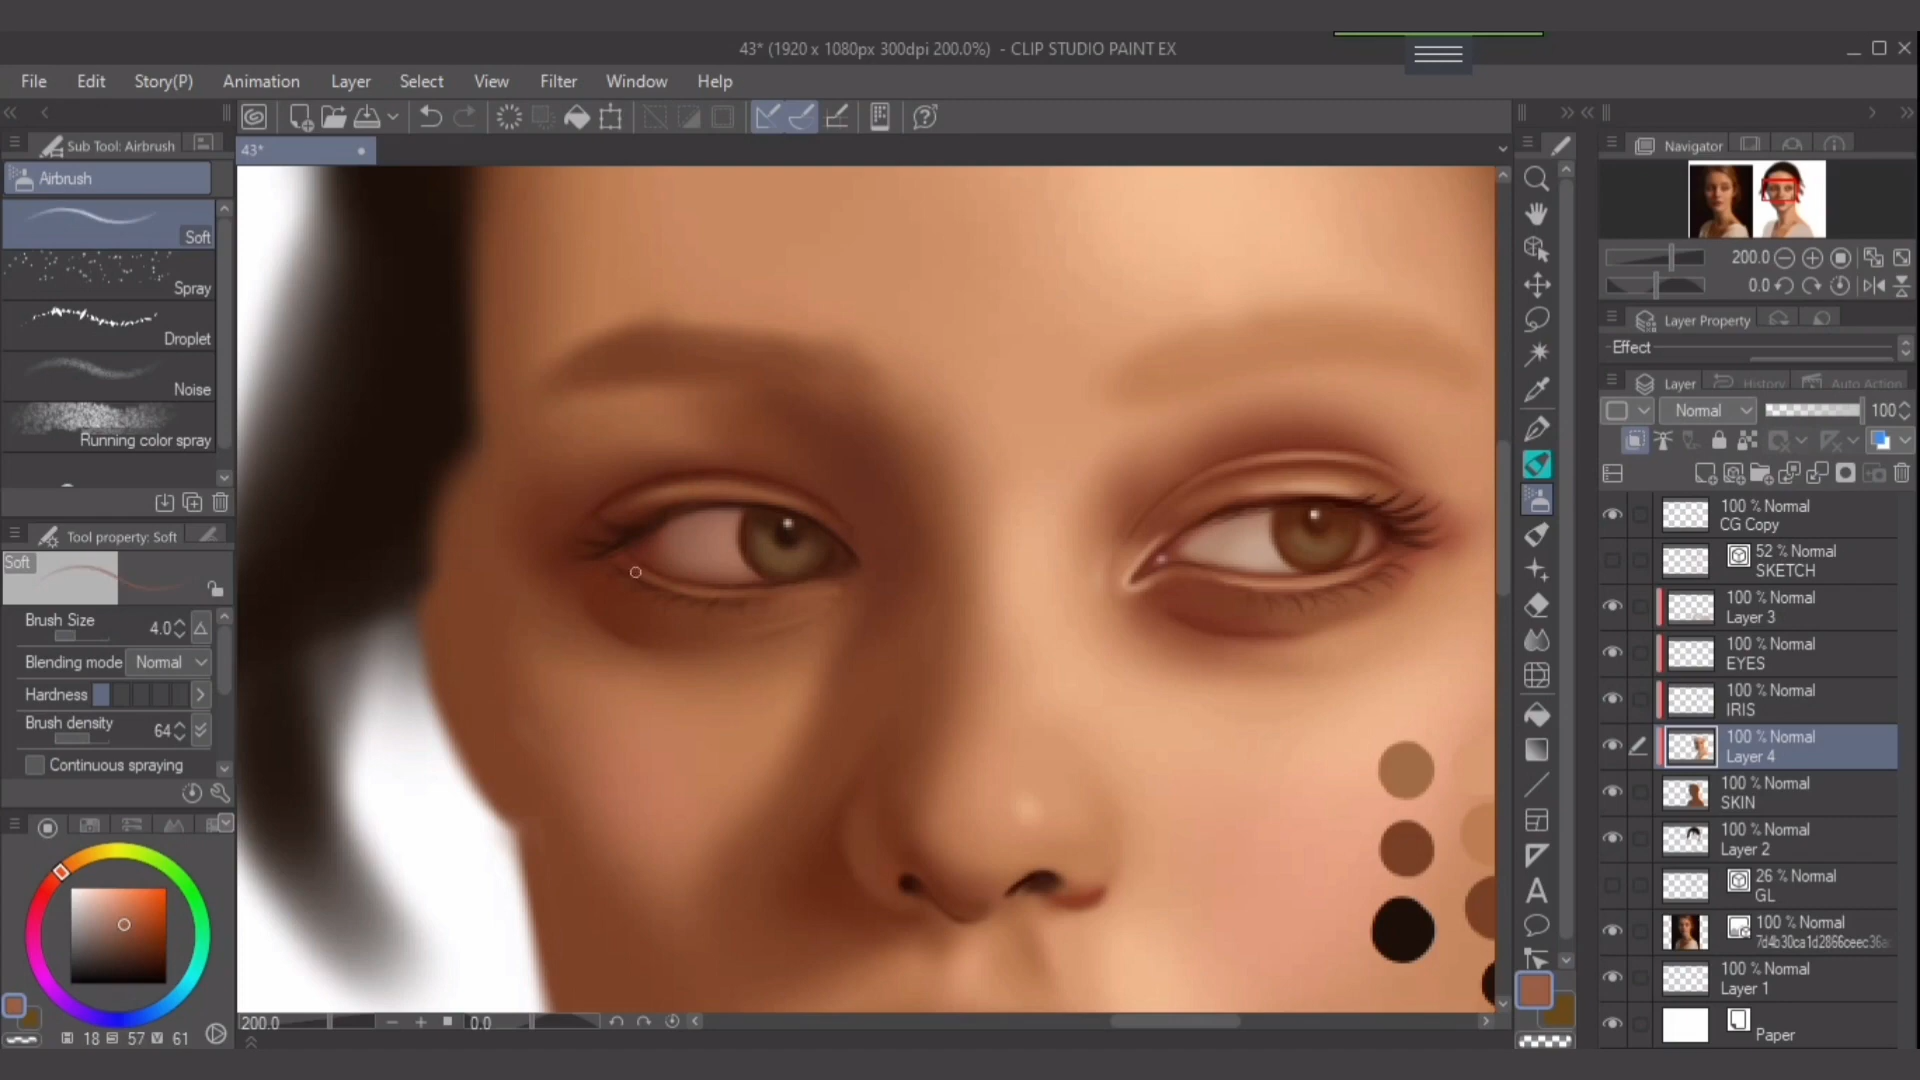 43* (1920 x 1080px 300dpi 200.0%) - CLIP STUDIO PAINT EX
File Edit Story(P) Animation Layer Select View Filter Window Help
Sub Tool: Airbrush
43*
Airbrush
Soft
Spray
Droplet
Noise
Running color spray
Tool property: Soft
Soft
Brush Size 4.0
Blending mode Normal
Hardness
Brush density 64
Continuous spraying
18 57 61
200.0 0.0
Navigator
200.0
0.0
Layer Property
Effect
Layer History Auto Action
Normal 100
100 % Normal
CG Copy
52 % Normal
SKETCH
100 % Normal
Layer 3
100 % Normal
EYES
100 % Normal
IRIS
100 % Normal
Layer 4
100 % Normal
SKIN
100 % Normal
Layer 2
26 % Normal
GL
100 % Normal
7d4b30ca1d2866ceec36a
100 % Normal
Layer 1
Paper